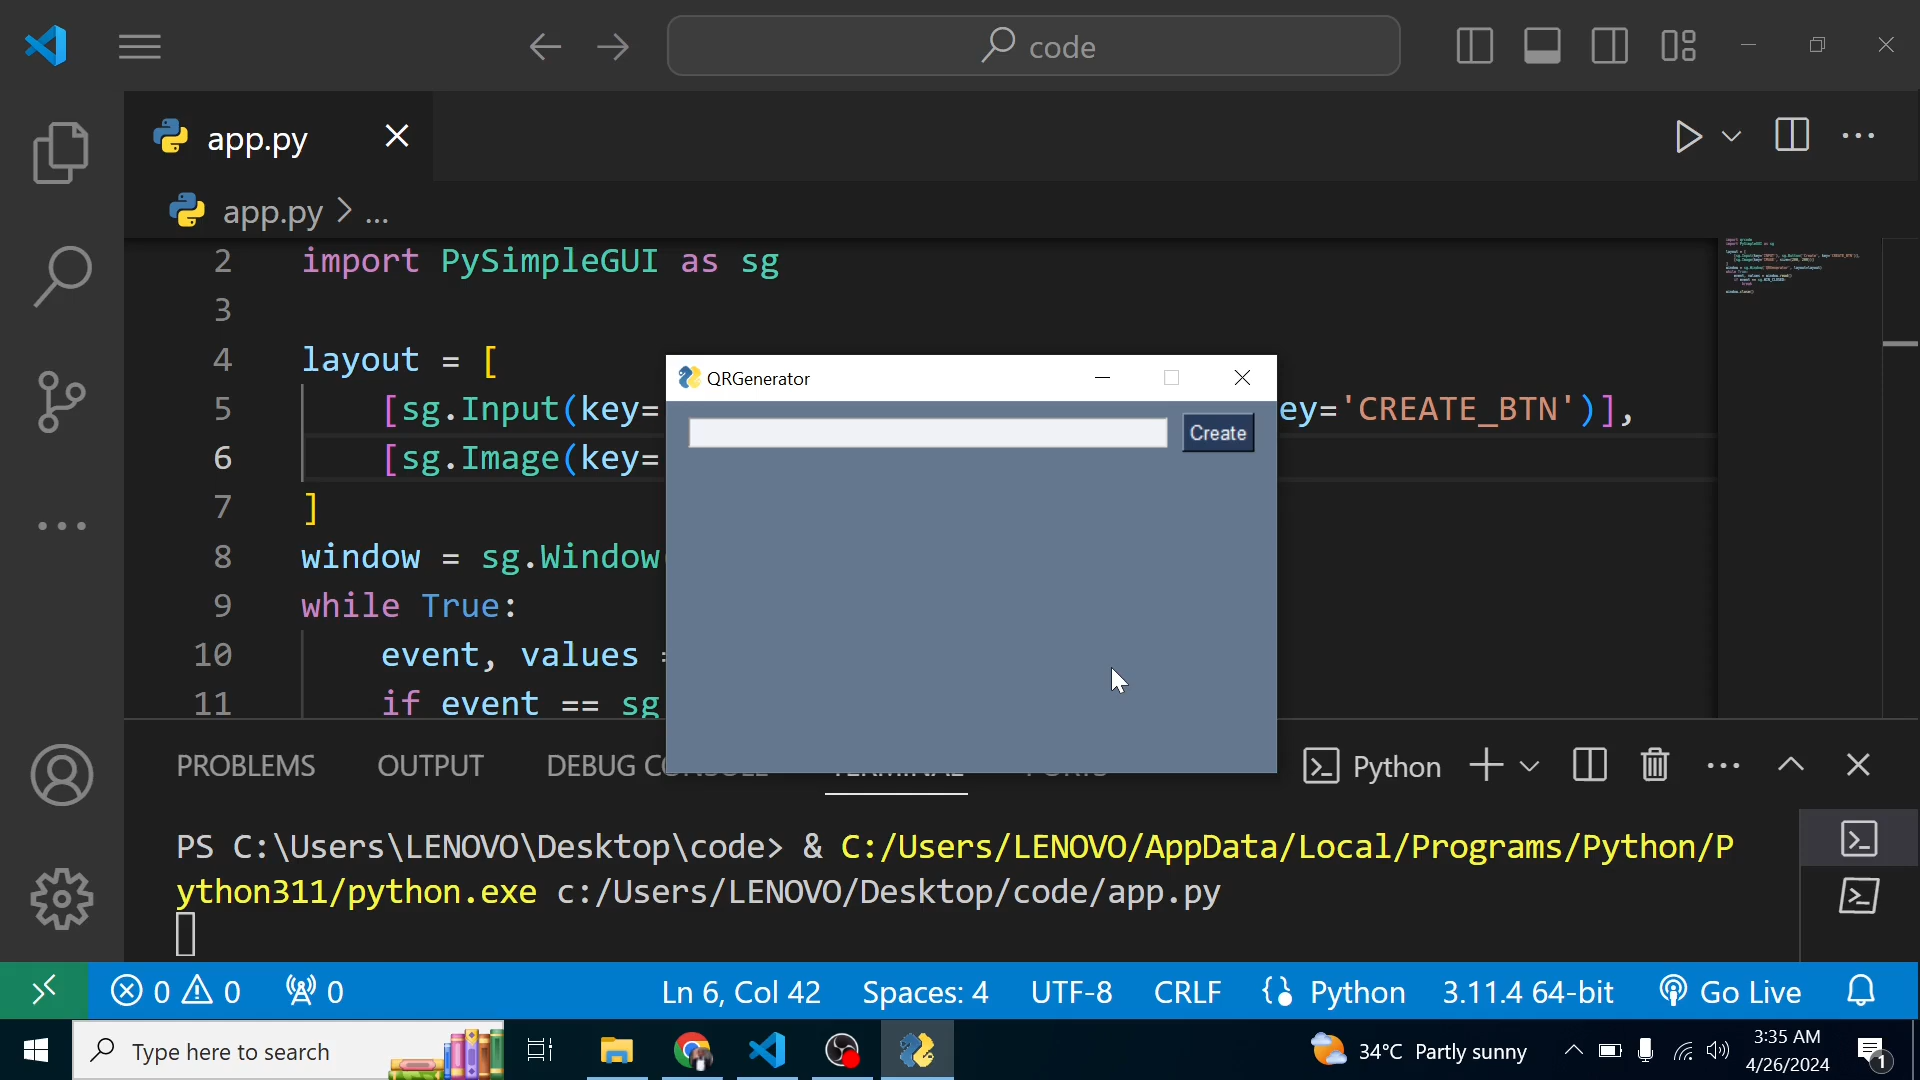 code
app.py
app.py > ...
2 import PySimpleGUI as sg
3
4 layout = [
5 [sg.Input(key=
ey='CREATE_BTN')],
6 [sg.Image(key=
7 ]
8 window = sg.Window
9 while True:
10 event, values
11 if event == sg
QRGenerator
Create
PROBLEMS OUTPUT DEBUG CONSOLE TERMINAL PORTS
Python
PS C:\Users\LENOVO\Desktop\code> & C:/Users/LENOVO/AppData/Local/Programs/Python/P
ython311/python.exe c:/Users/LENOVO/Desktop/code/app.py
0 0 0 Ln 6, Col 42 Spaces: 4 UTF-8 CRLF Python 3.11.4 64-bit Go Live
Type here to search
34°C Partly sunny
3:35 AM
4/26/2024
1